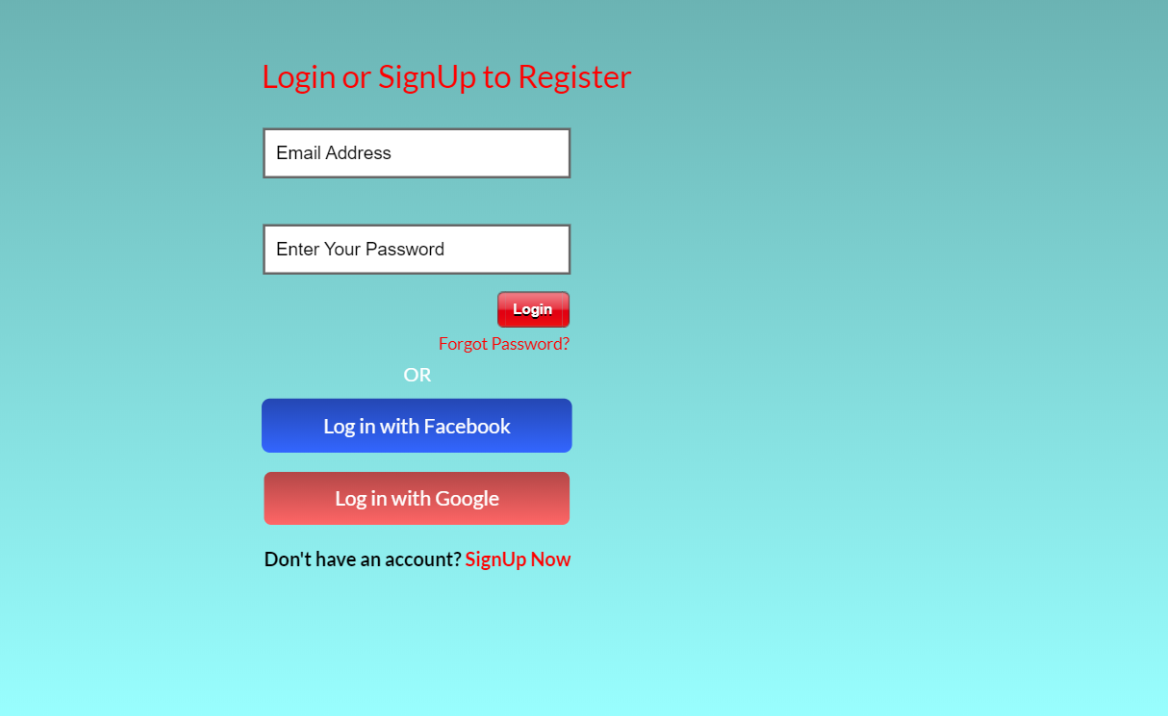 Login or SignUp to Register
Email Address
Enter Your Password
Login
Forgot Password?
OR
Log in with Facebook
Log in with Google
Don't have an account? SignUp Now